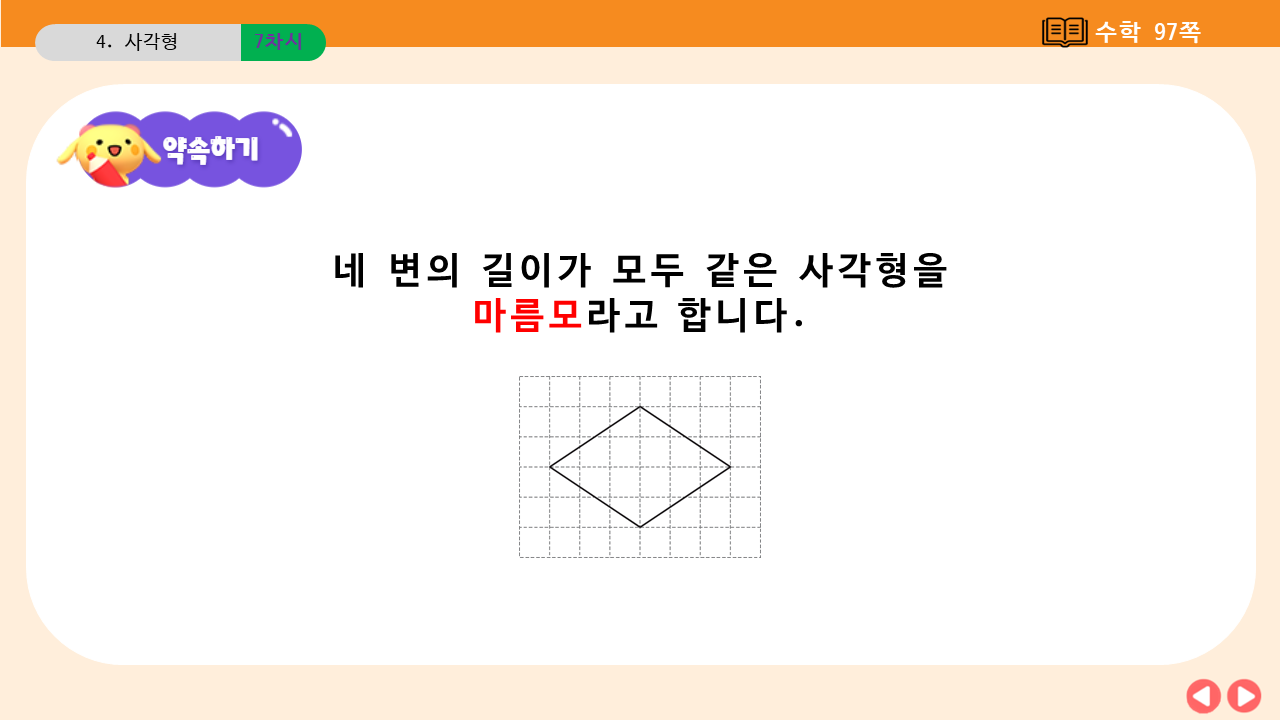 4. 사각형
7차시
수학 97쪽
약속하기
네 변의 길이가 모두 같은 사각형을
마름모라고 합니다.